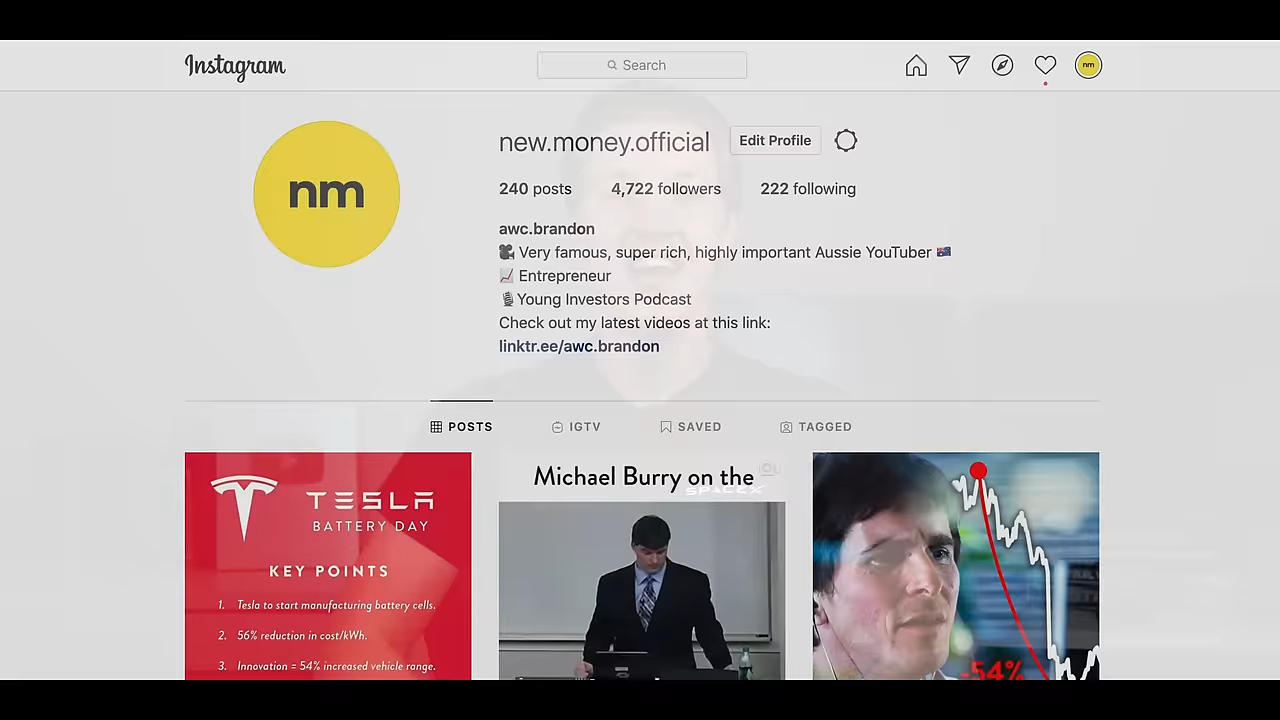 Instagram
Search
nm
new.money.official
Edit Profile
240 posts 4,722 followers 222 following
nm
awc.brandon
🎥 Very famous, super rich, highly important Aussie YouTuber 🇦🇺
📈 Entrepreneur
🎙️Young Investors Podcast
Check out my latest videos at this link:
linktr.ee/awc.brandon
POSTS IGTV SAVED TAGGED
TESLA
BATTERY DAY
KEY POINTS
1. Tesla to start manufacturing battery cells.
2. 56% reduction in cost/kWh.
3. Innovation = 54% increased vehicle range.
Michael Burry on the
SPACEX
-54%